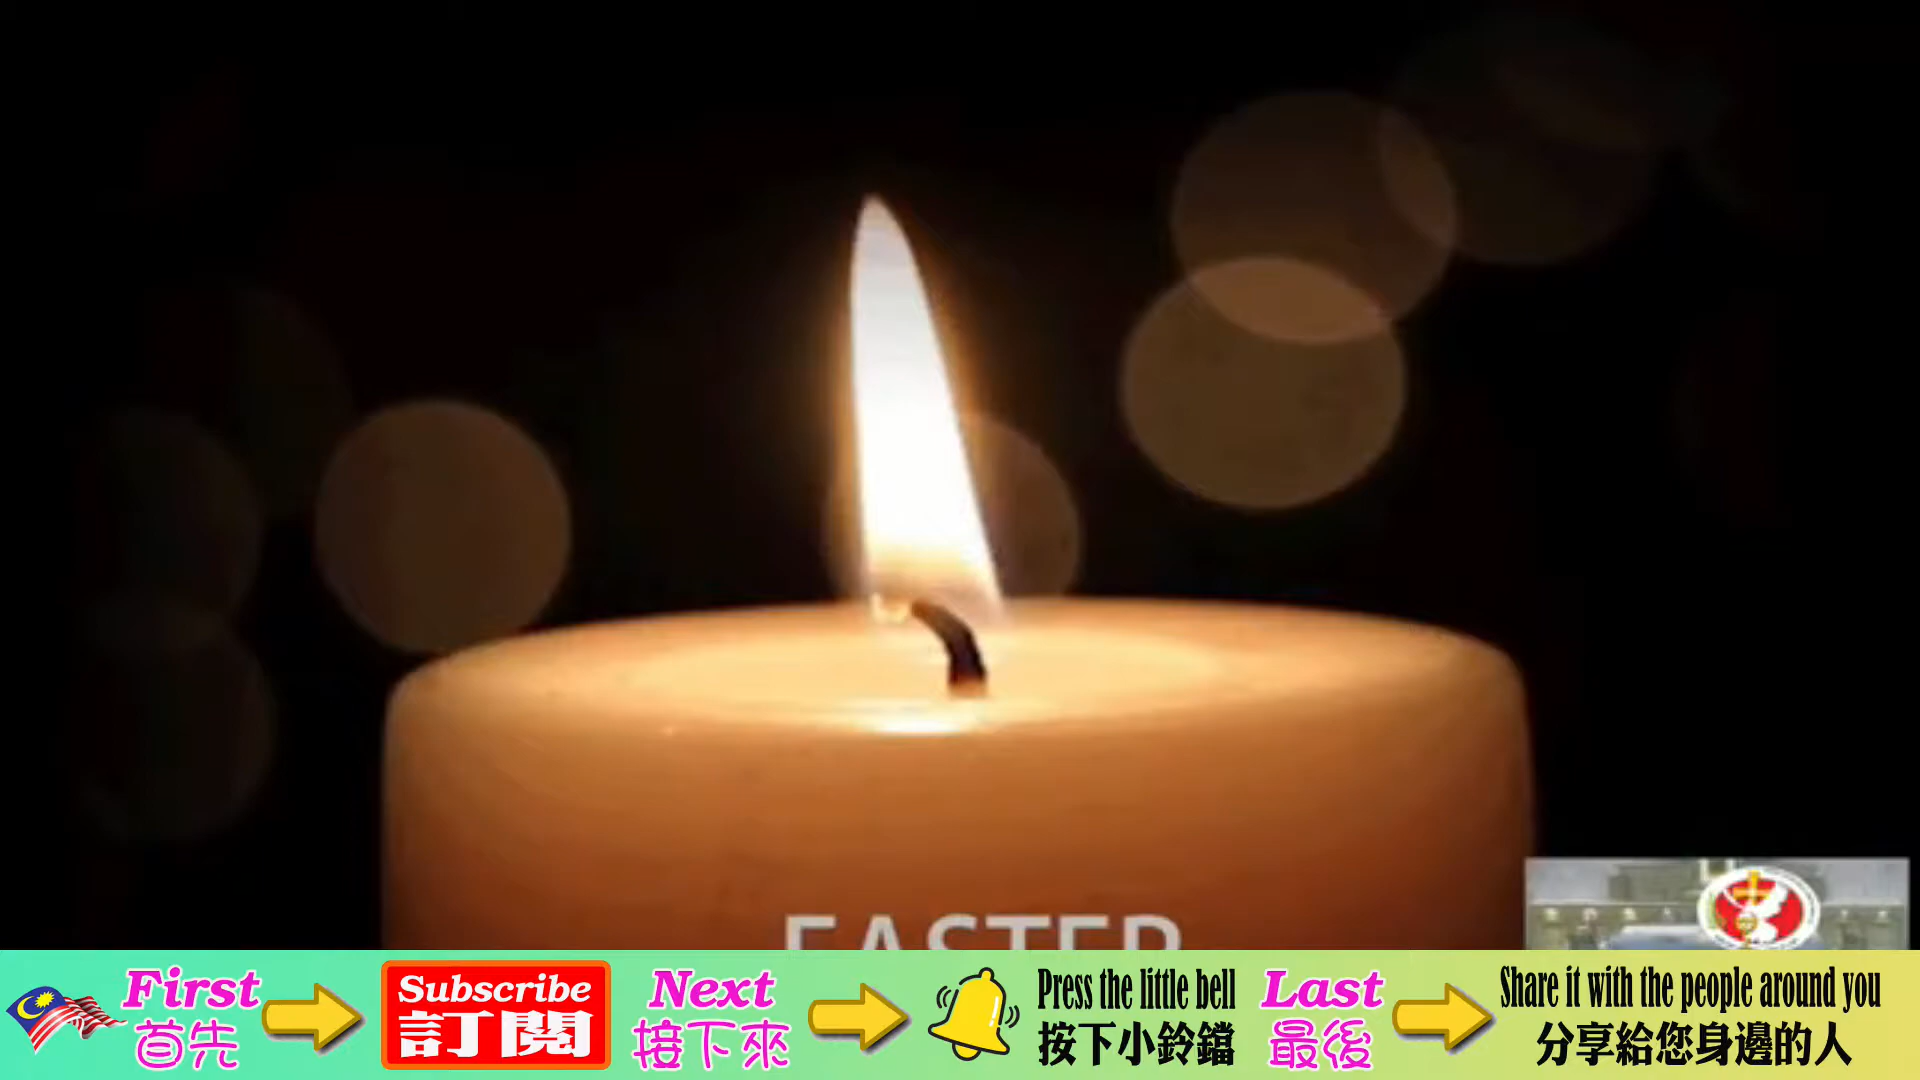 EASTER
First
首先
Subscribe
訂閱
Next
接下來
Press the little bell
按下小鈴鐺
Last
最後
Share it with the people around you
分享給您身邊的人